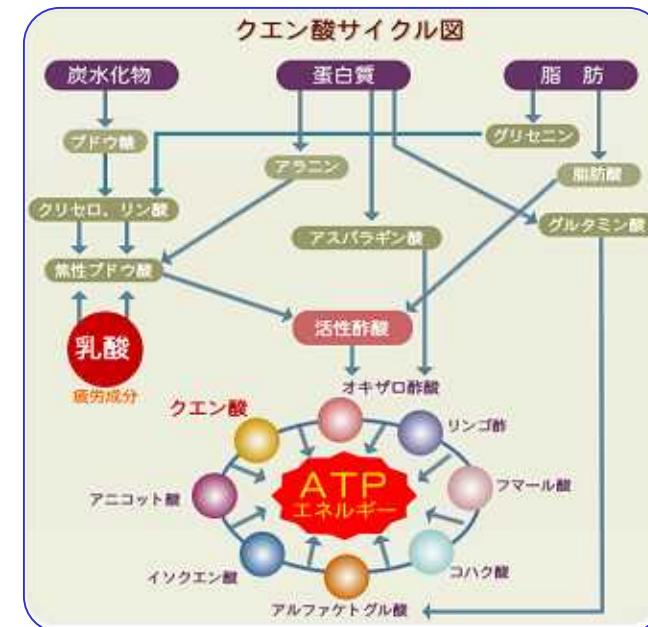 クエン酸サイクル図
炭水化物
蛋白質
脂 肪
ブドウ糖
グリセニン
アラニン
脂肪酸
クリセロ、リン酸
アスパラギン酸
グルタミン酸
焦性ブドウ酸
活性酢酸
乳酸
疲労成分
オキザロ酢酸
クエン酸
リンゴ酢
ATP
エネルギー
アニコット酸
フマール酸
イソクエン酸
コハク酸
アルファケトグル酸